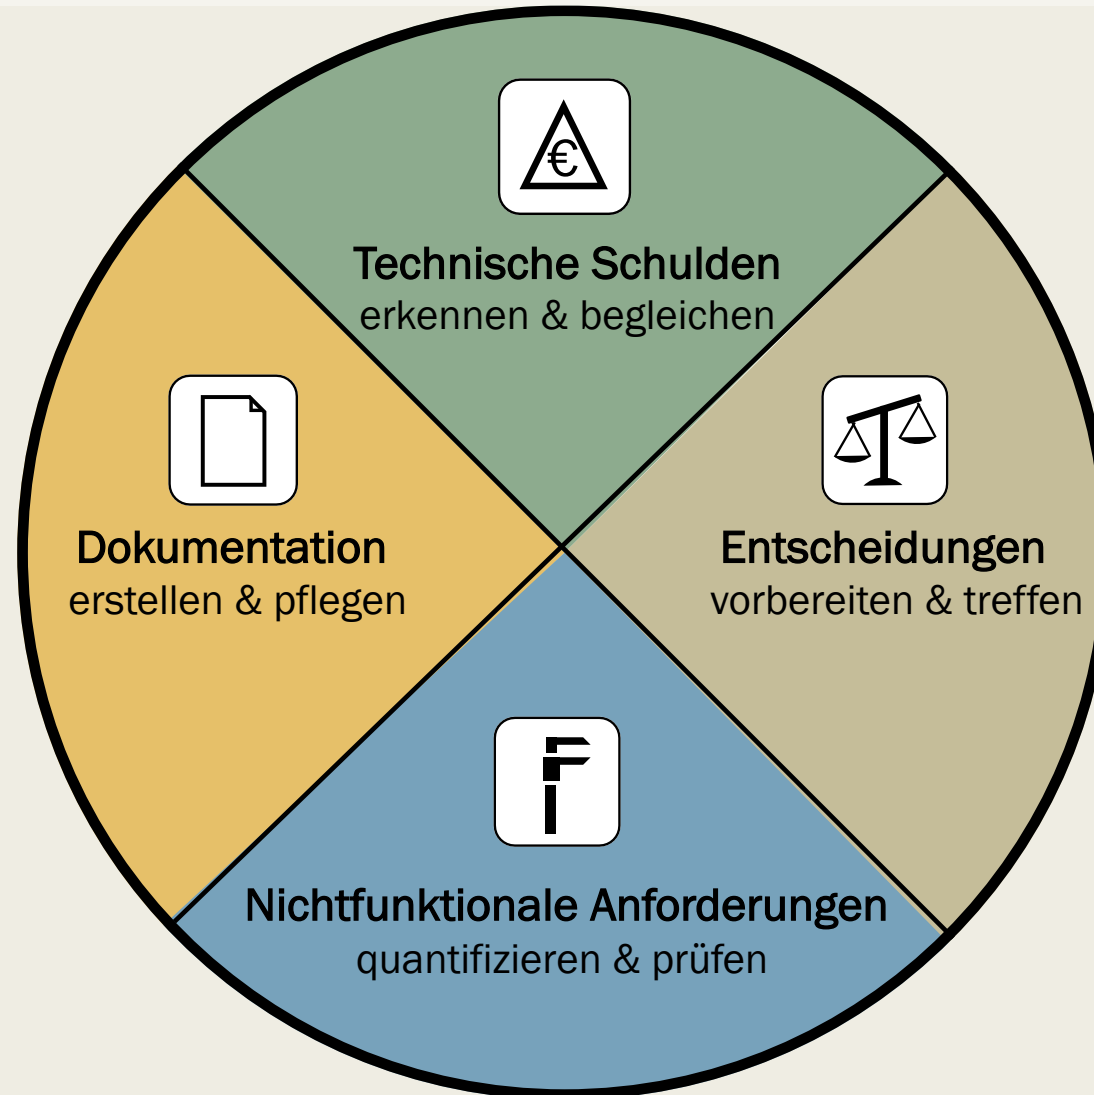 €
Technische Schulden
erkennen & begleichen
Dokumentation
erstellen & pflegen
Entscheidungen
vorbereiten & treffen
Nichtfunktionale Anforderungen
quantifizieren & prüfen